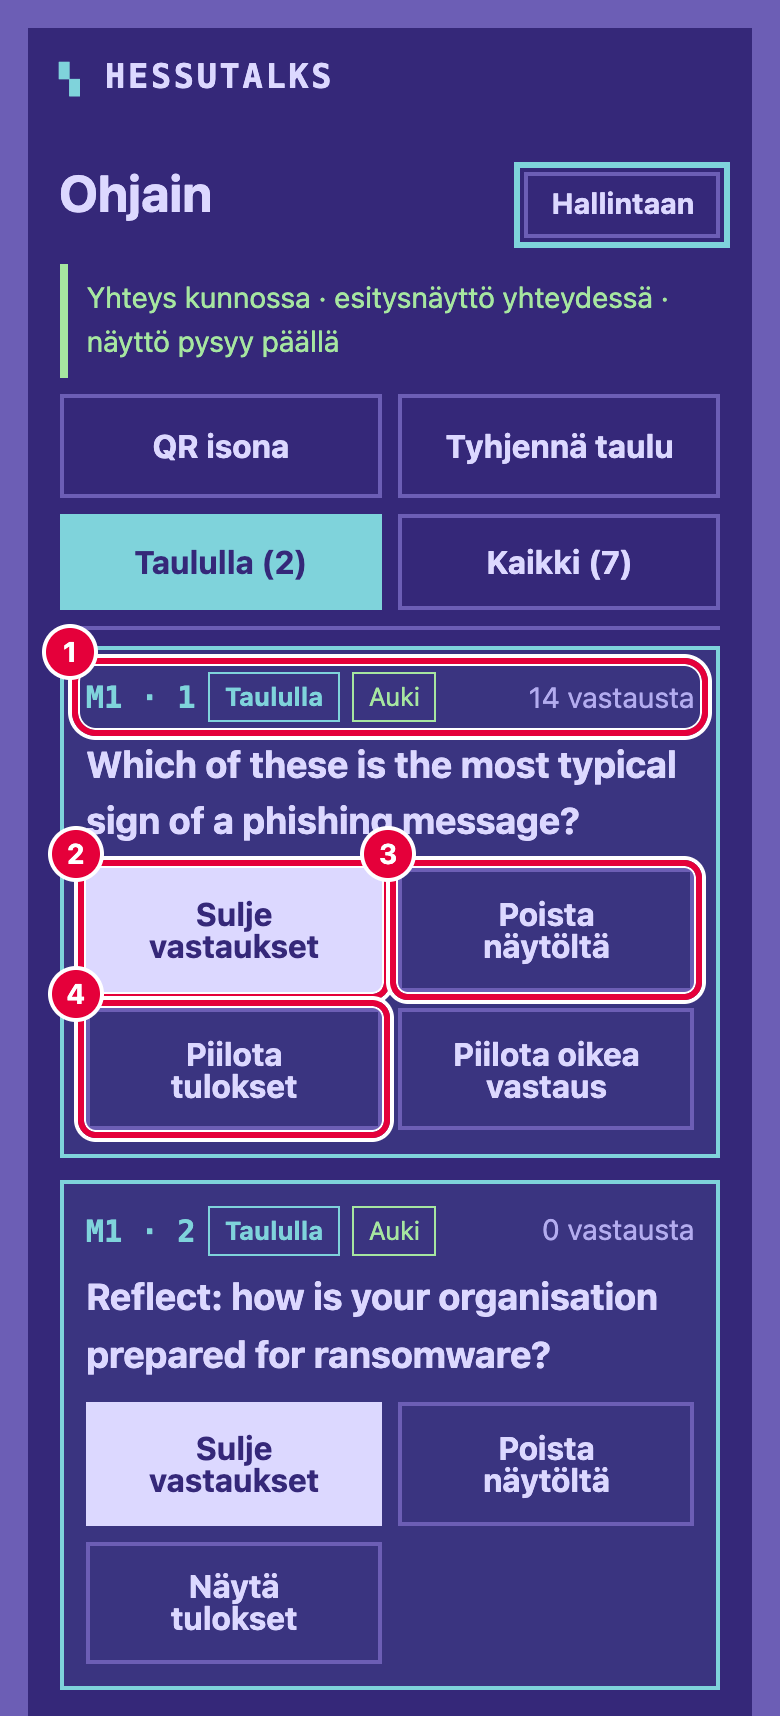 HESSUTALKS
Ohjain
Hallintaan
Yhteys kunnossa · esitysnäyttö yhteydessä ·
näyttö pysyy päällä
QR isona
Tyhjennä taulu
Taululla (2)
Kaikki (7)
1
M1 · 1 Taululla Auki 14 vastausta
Which of these is the most typical
sign of a phishing message?
2
Sulje
vastaukset
3
Poista
näytöltä
4
Piilota
tulokset
Piilota oikea
vastaus
M1 · 2 Taululla Auki 0 vastausta
Reflect: how is your organisation
prepared for ransomware?
Sulje
vastaukset
Poista
näytöltä
Näytä
tulokset